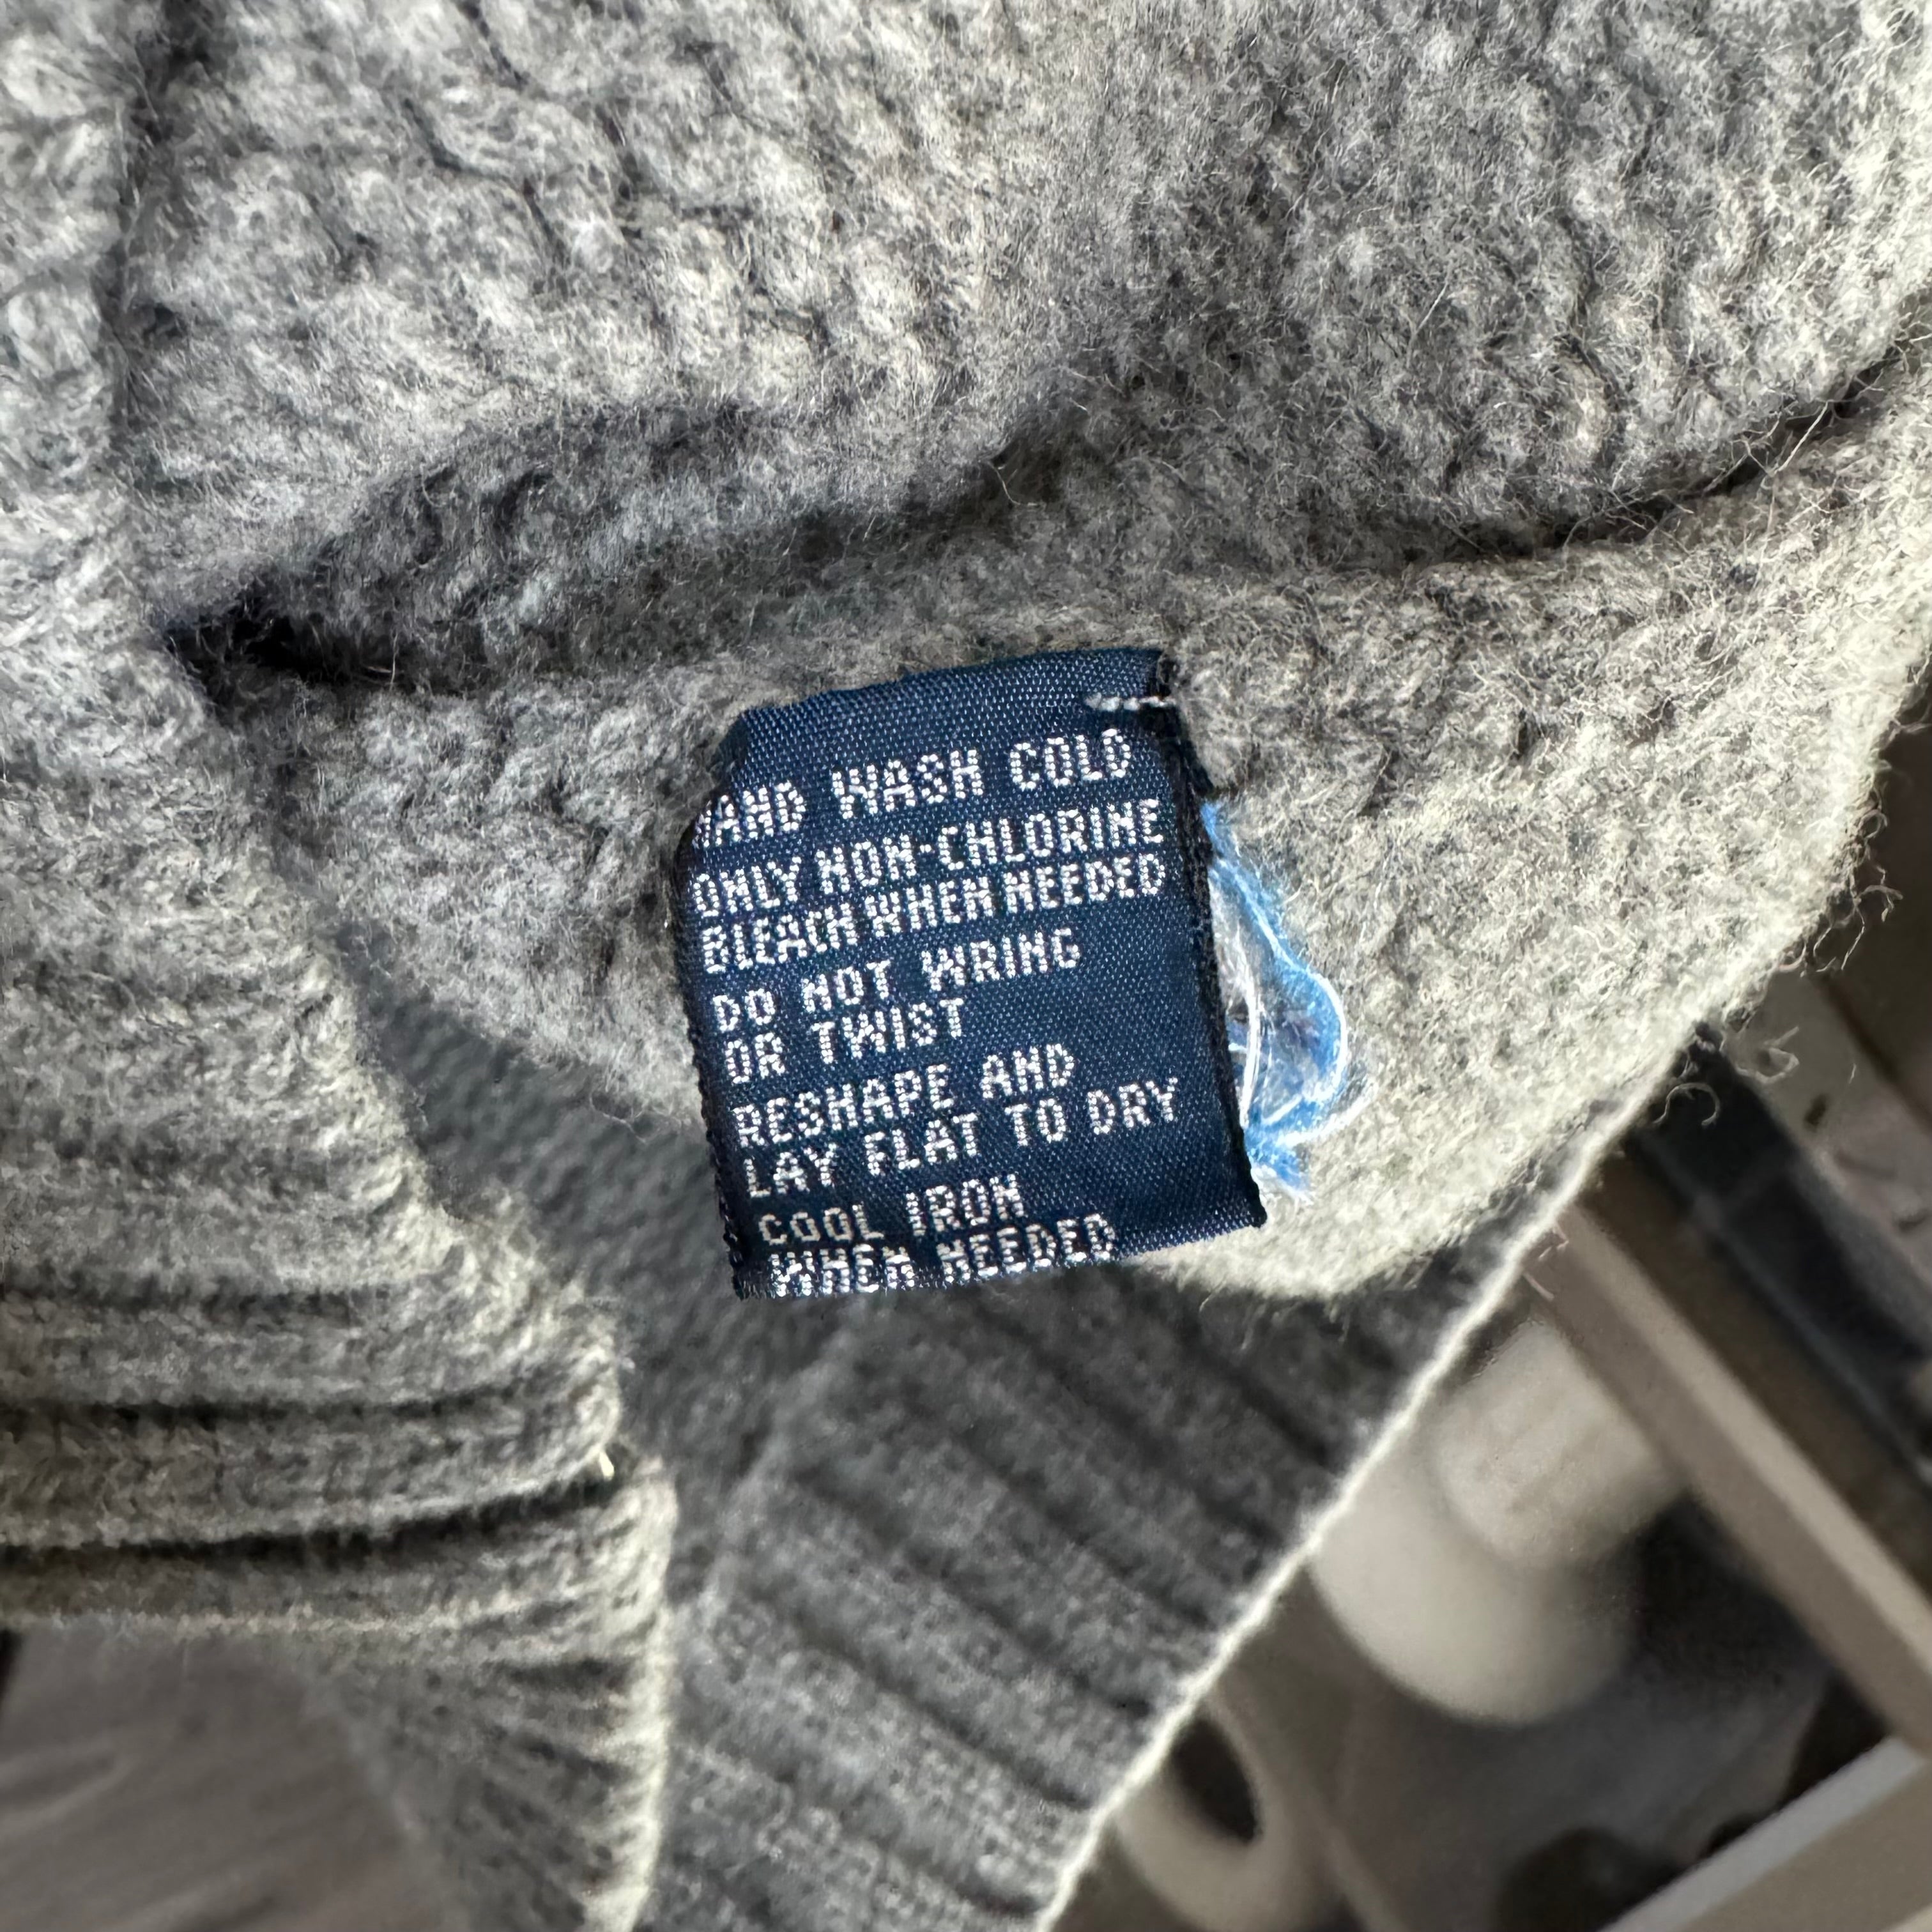 HAND WASH COLD
ONLY NON-CHLORINE
BLEACH WHEN NEEDED
DO NOT WRING
OR TWIST
RESHAPE AND
LAY FLAT TO DRY
COOL IRON
WHEN NEEDED